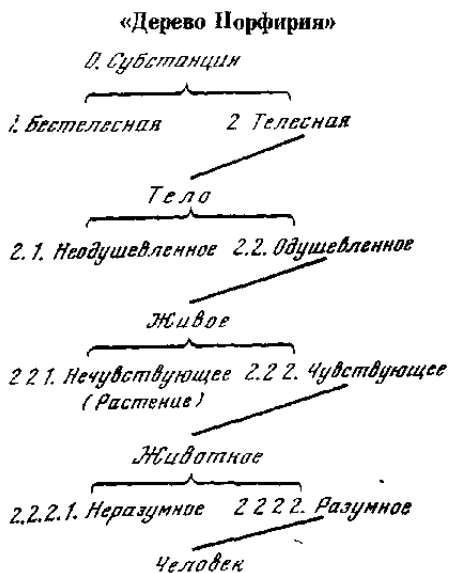 «Дерево Порфирия»
0. Субстанция
1. Бестелесная 2 Телесная
Тело
2.1. Неодушевленное 2.2. Одушевленное
Живое
2 2 1. Нечувствующее 2.2 2. Чувствующее
(Растение)
Животное
2.2.2.1. Неразумное 2 2 2 2. Разумное
Человек